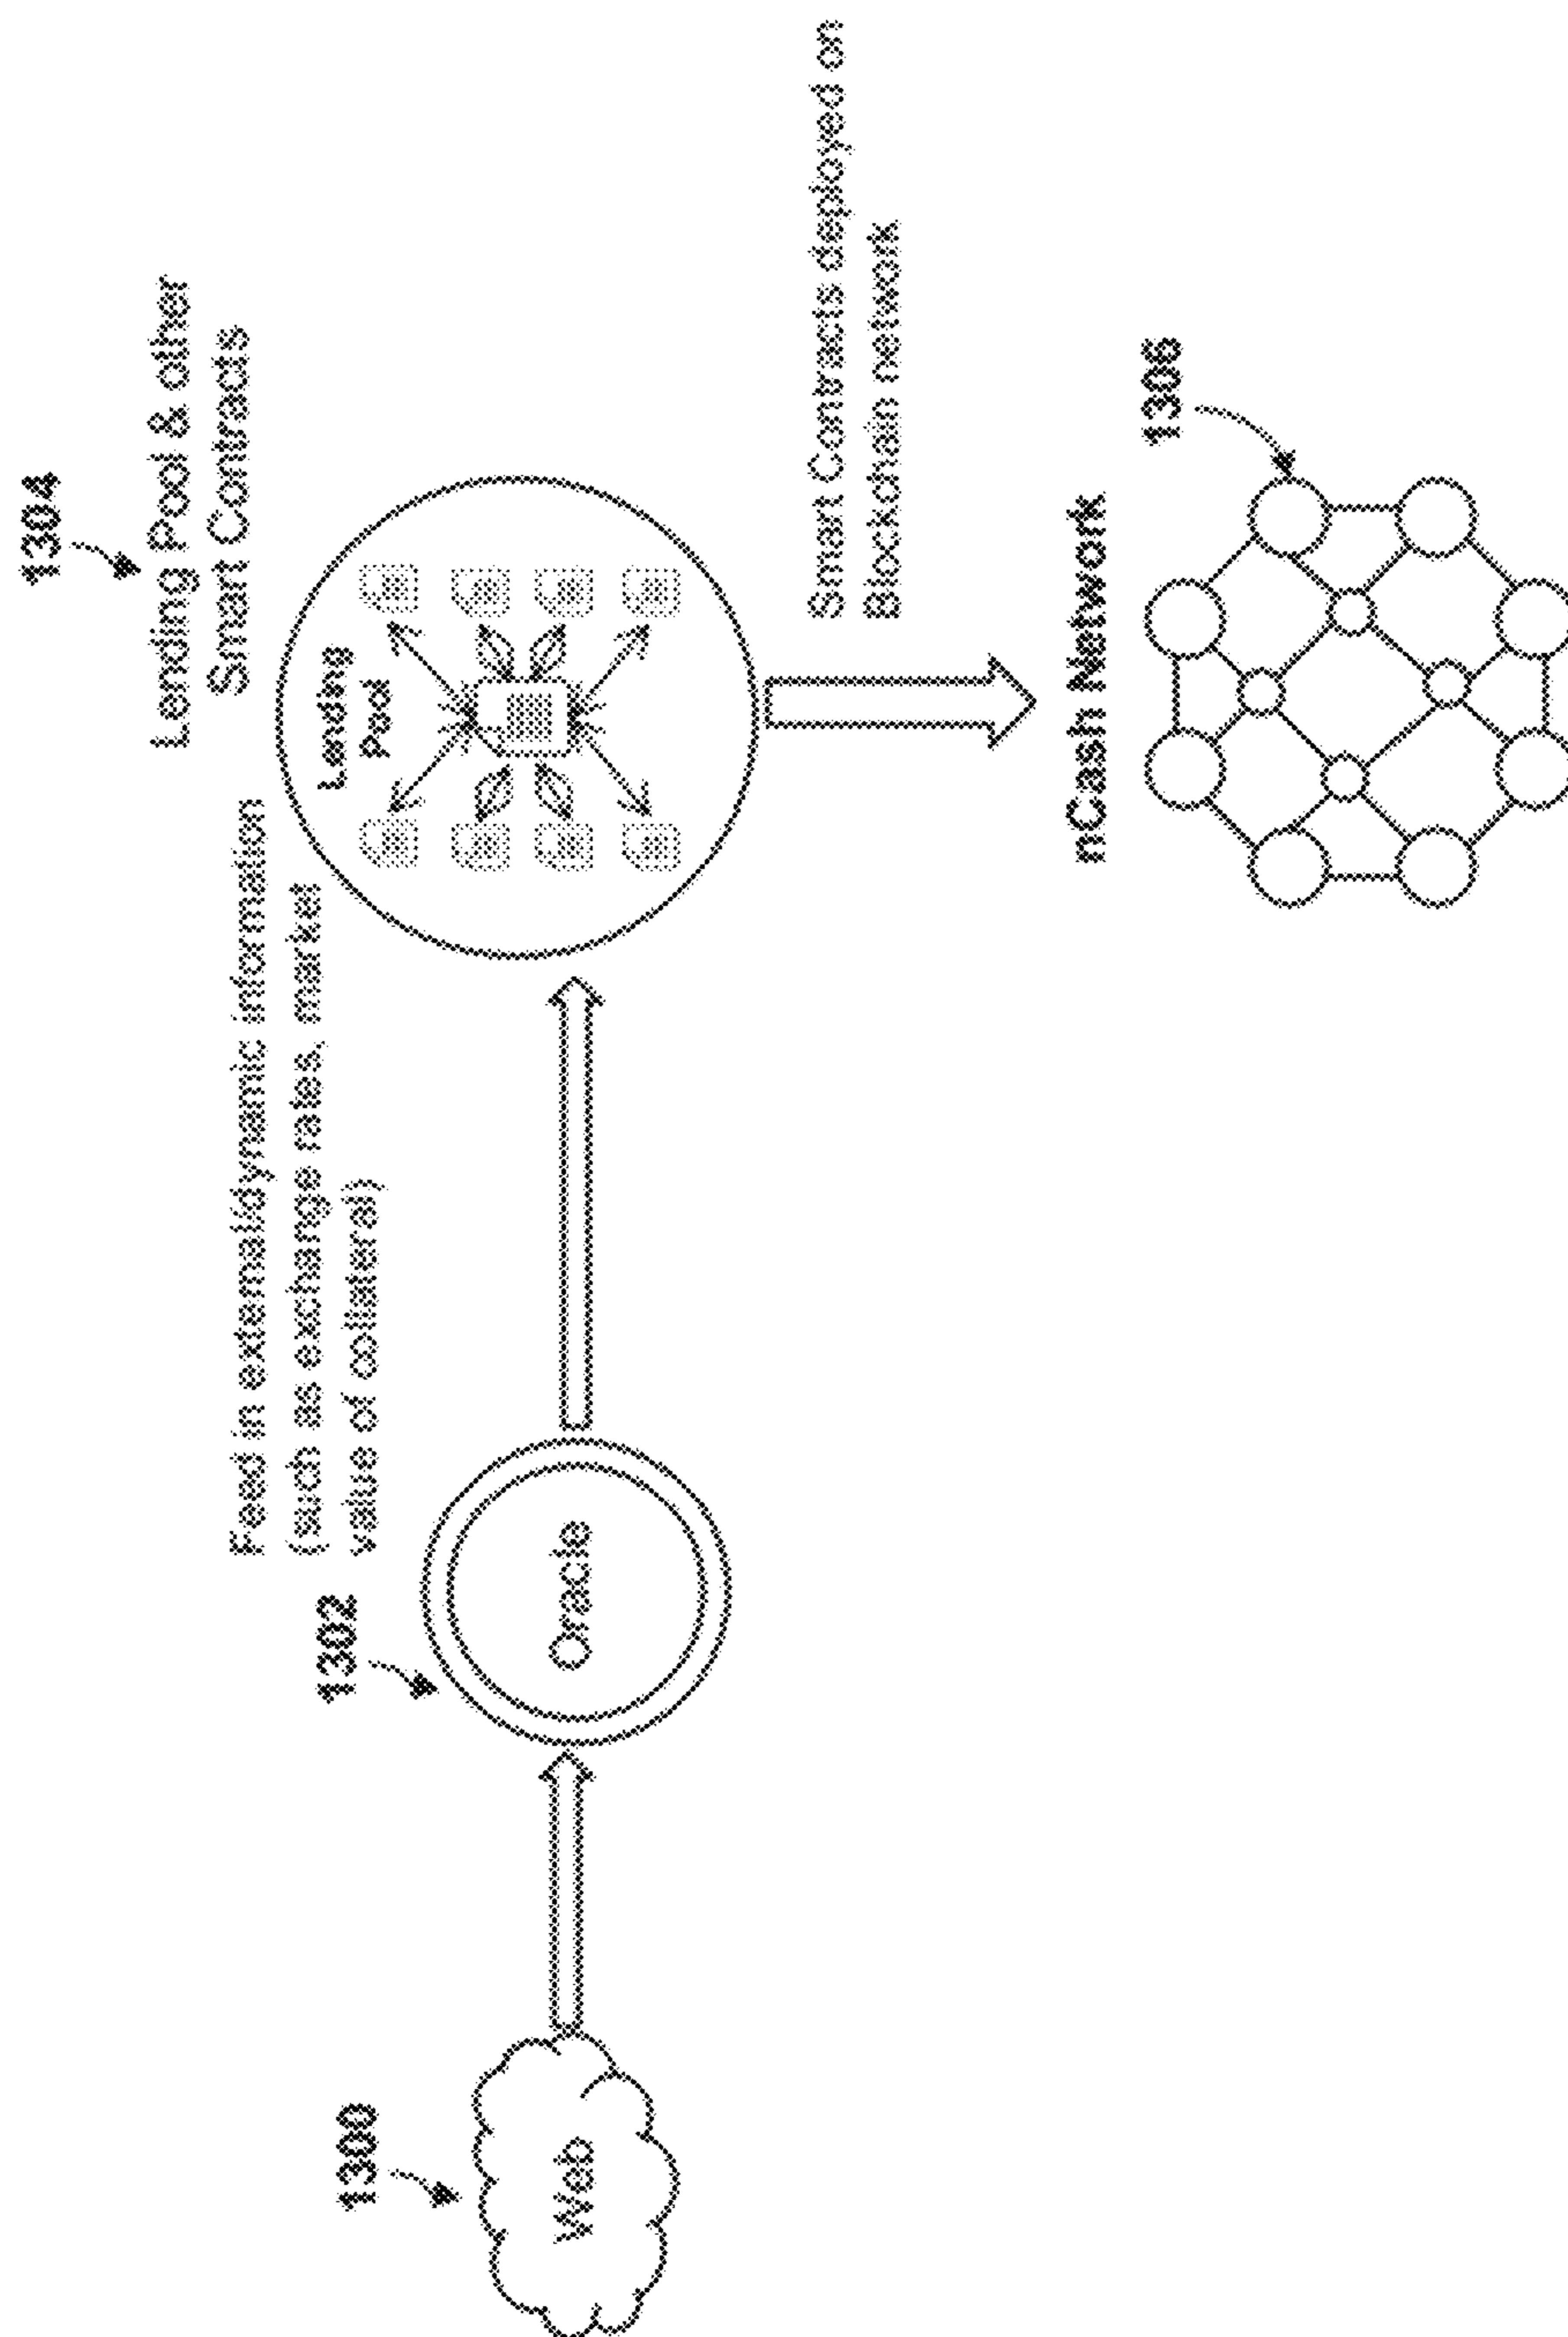 1304
Lending Pool & other
Smart Contracts
Feed in external/dynamic information
(such as exchange rates, market
value of collateral)
1300
Web
1302
Oracle
Lending
Pool
Smart Contracts deployed on
Blockchain network
nCash Network
1306